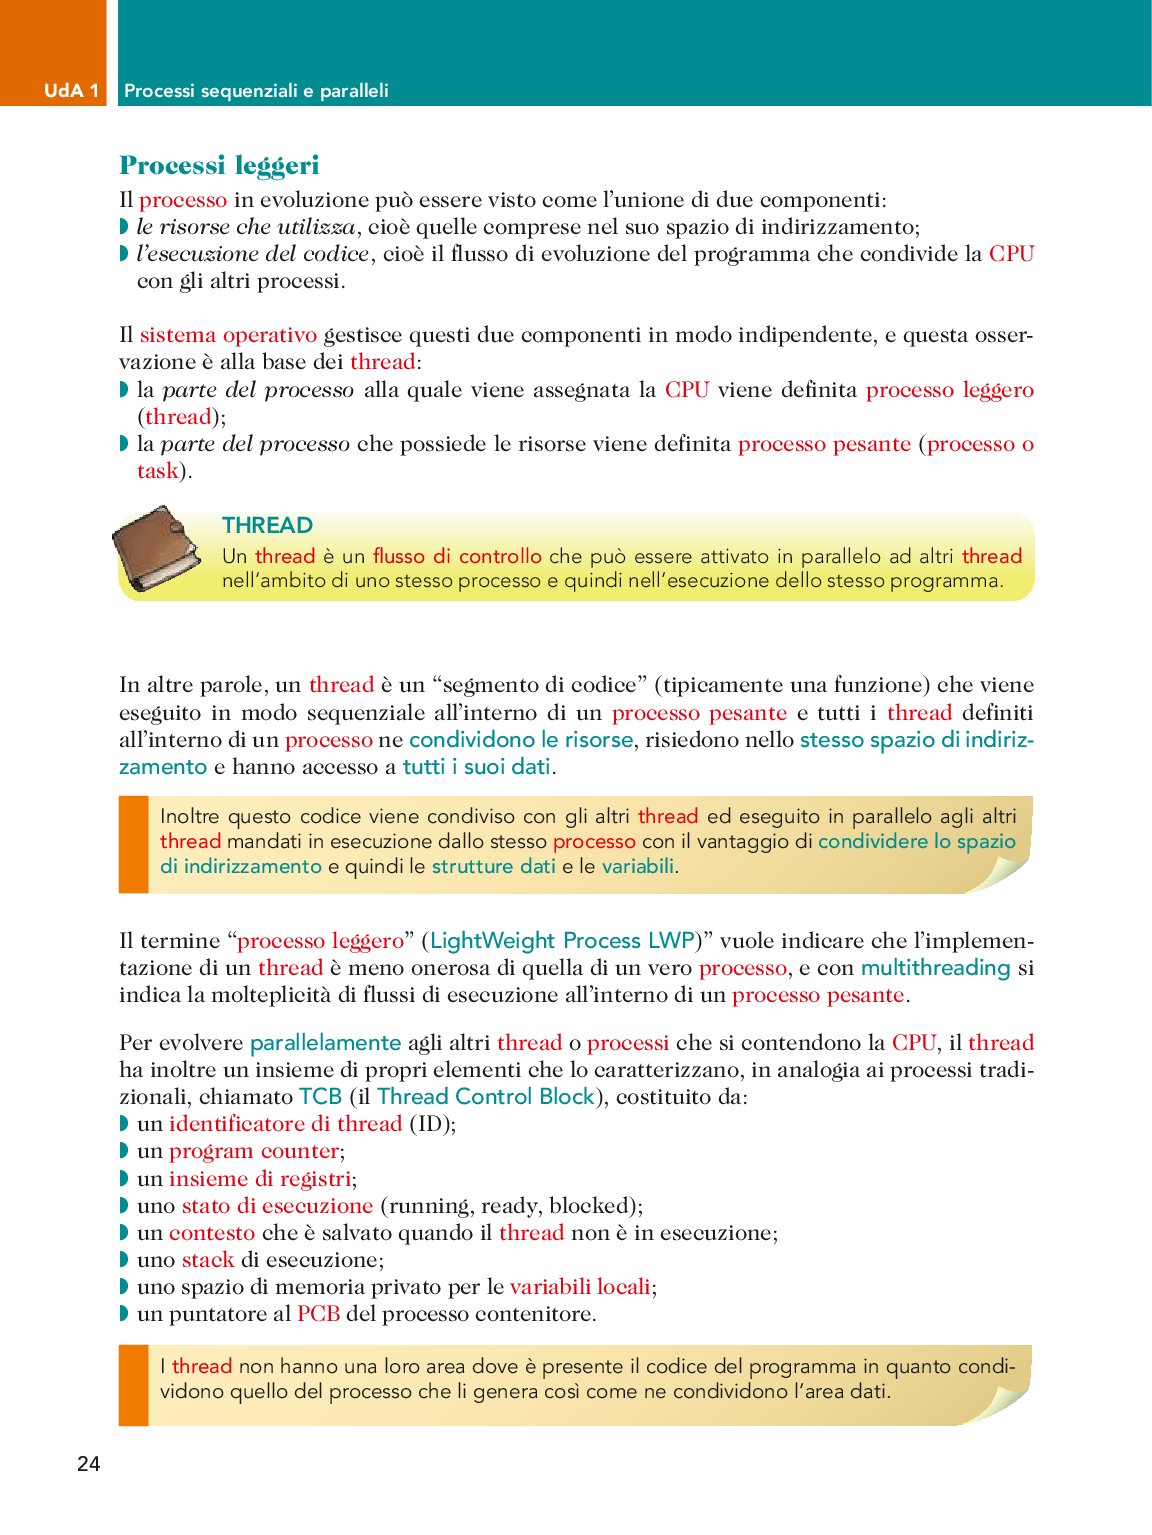 UdA 1 Processi sequenziali e paralleli
Processi leggeri
Il processo in evoluzione può essere visto come l’unione di due componenti:
◗ le risorse che utilizza, cioè quelle comprese nel suo spazio di indirizzamento;
◗ l’esecuzione del codice, cioè il flusso di evoluzione del programma che condivide la CPU
con gli altri processi.
Il sistema operativo gestisce questi due componenti in modo indipendente, e questa osser-
vazione è alla base dei thread:
◗ la parte del processo alla quale viene assegnata la CPU viene definita processo leggero
(thread);
◗ la parte del processo che possiede le risorse viene definita processo pesante (processo o
task).
THREAD
Un thread è un flusso di controllo che può essere attivato in parallelo ad altri thread
nell’ambito di uno stesso processo e quindi nell’esecuzione dello stesso programma.
In altre parole, un thread è un “segmento di codice” (tipicamente una funzione) che viene
eseguito in modo sequenziale all’interno di un processo pesante e tutti i thread definiti
all’interno di un processo ne condividono le risorse, risiedono nello stesso spazio di indiriz-
zamento e hanno accesso a tutti i suoi dati.
Inoltre questo codice viene condiviso con gli altri thread ed eseguito in parallelo agli altri
thread mandati in esecuzione dallo stesso processo con il vantaggio di condividere lo spazio
di indirizzamento e quindi le strutture dati e le variabili.
Il termine “processo leggero” (LightWeight Process LWP)” vuole indicare che l’implemen-
tazione di un thread è meno onerosa di quella di un vero processo, e con multithreading si
indica la molteplicità di flussi di esecuzione all’interno di un processo pesante.
Per evolvere parallelamente agli altri thread o processi che si contendono la CPU, il thread
ha inoltre un insieme di propri elementi che lo caratterizzano, in analogia ai processi tradi-
zionali, chiamato TCB (il Thread Control Block), costituito da:
◗ un identificatore di thread (ID);
◗ un program counter;
◗ un insieme di registri;
◗ uno stato di esecuzione (running, ready, blocked);
◗ un contesto che è salvato quando il thread non è in esecuzione;
◗ uno stack di esecuzione;
◗ uno spazio di memoria privato per le variabili locali;
◗ un puntatore al PCB del processo contenitore.
I thread non hanno una loro area dove è presente il codice del programma in quanto condi-
vidono quello del processo che li genera così come ne condividono l’area dati.
24